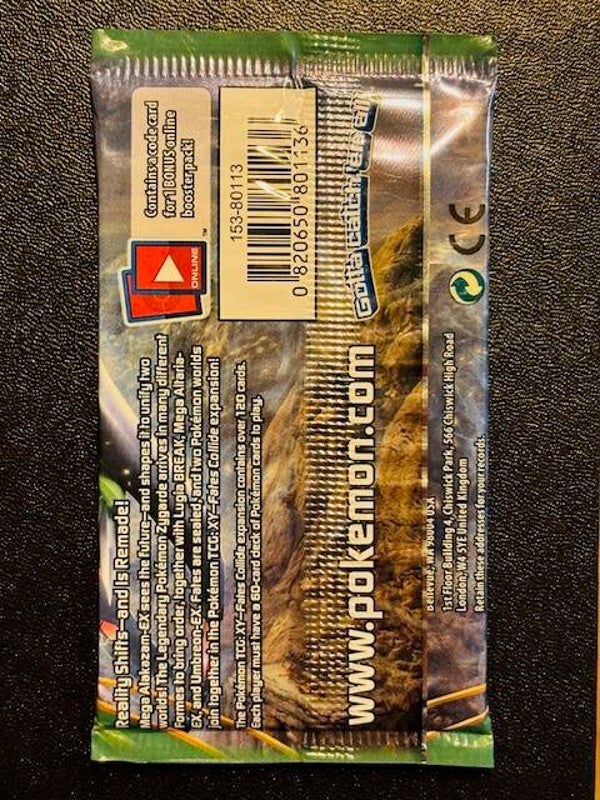 Reality Shifts—and Is Remade!
Mega Alakazam-EX sees the future—and shapes it to unify two
worlds! The Legendary Pokémon Zygarde arrives in many different
Formes to bring order, together with Lugia BREAK, Mega Altaria-
EX, and Umbreon-EX. Fates are sealed, and two Pokémon worlds
join together in the Pokémon TCG: XY—Fates Collide expansion!
The Pokémon TCG: XY—Fates Collide expansion contains over 120 cards.
Each player must have a 60-card deck of Pokémon cards to play.
ONLINE
TM
Contains a code card
for 1 BONUS online
booster pack!
153-80113
0 820650 801136
www.pokemon.com
Gotta catch 'em all!
Bellevue, WA 98004 USA
1st Floor Building 4, Chiswick Park, 566 Chiswick High Road
London, W4 5YE United Kingdom
Retain these addresses for your records.
CE